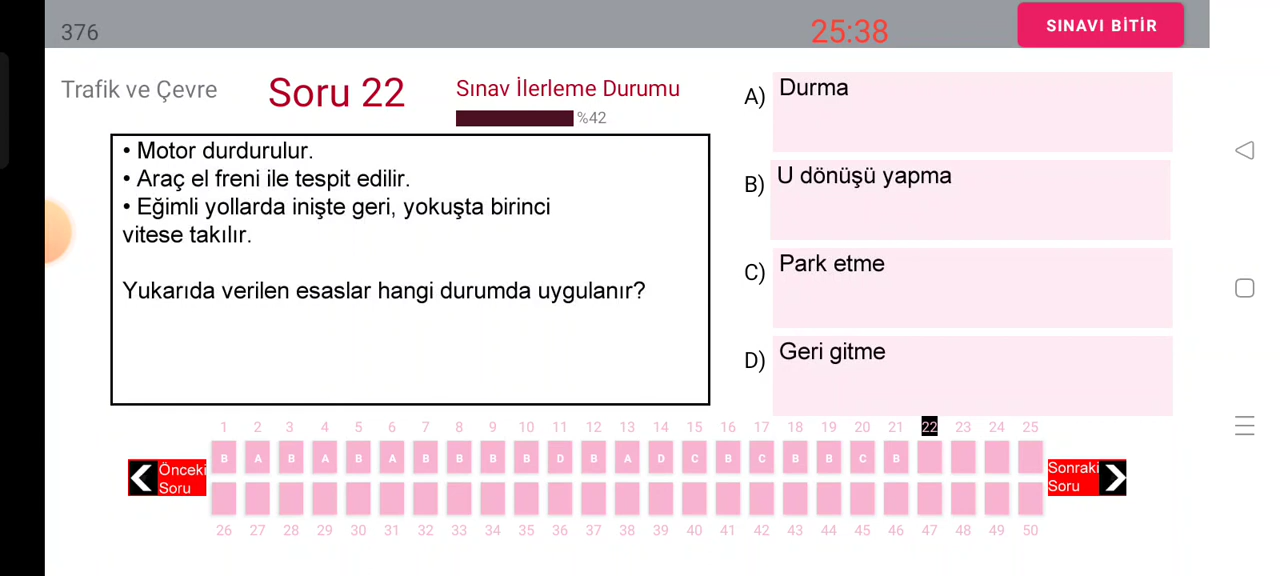 376
25:38
SINAVI BİTİR
Trafik ve Çevre
Soru 22
Sınav İlerleme Durumu
%42
• Motor durdurulur.
• Araç el freni ile tespit edilir.
• Eğimli yollarda inişte geri, yokuşta birinci
vitese takılır.
Yukarıda verilen esaslar hangi durumda uygulanır?
A) Durma
B) U dönüşü yapma
C) Park etme
D) Geri gitme
1 2 3 4 5 6 7 8 9 10 11 12 13 14 15 16 17 18 19 20 21 22 23 24 25
B A B A B A B B B B D B A D C B C B B C B
Önceki
Soru
Sonraki
Soru
26 27 28 29 30 31 32 33 34 35 36 37 38 39 40 41 42 43 44 45 46 47 48 49 50